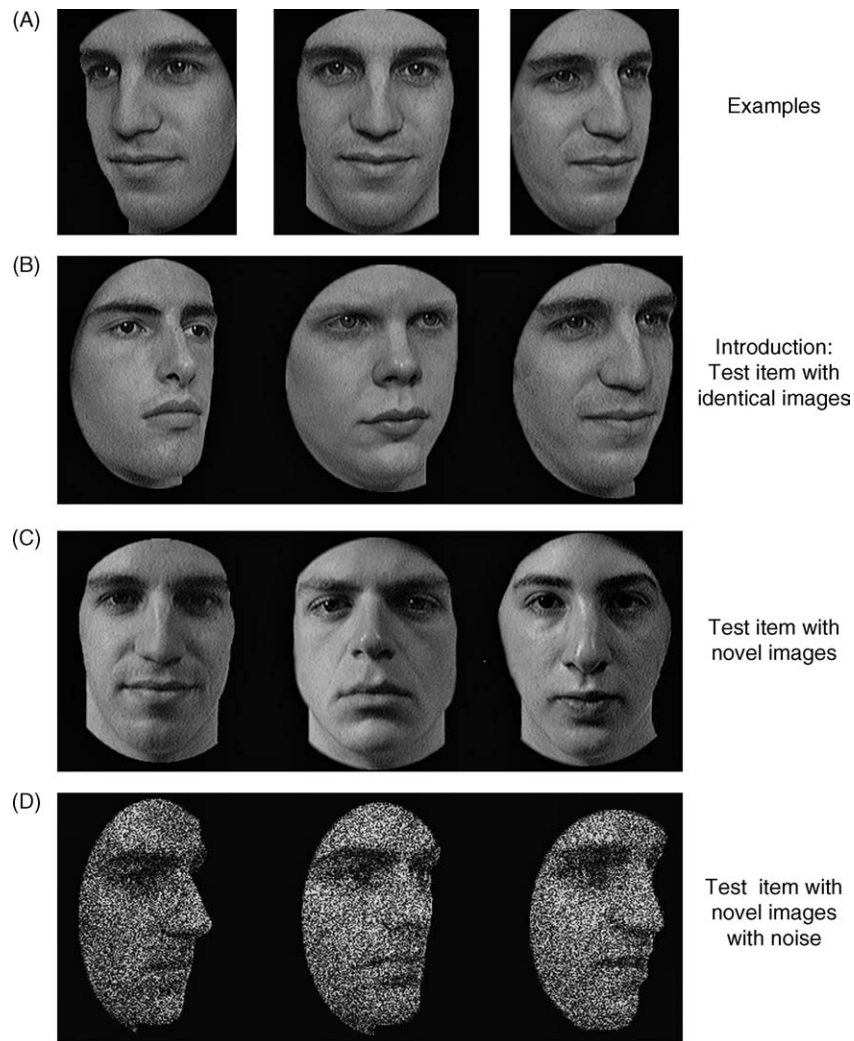 (A)
Examples
(B)
Introduction:
Test item with
identical images
(C)
Test item with
novel images
(D)
Test item with
novel images
with noise